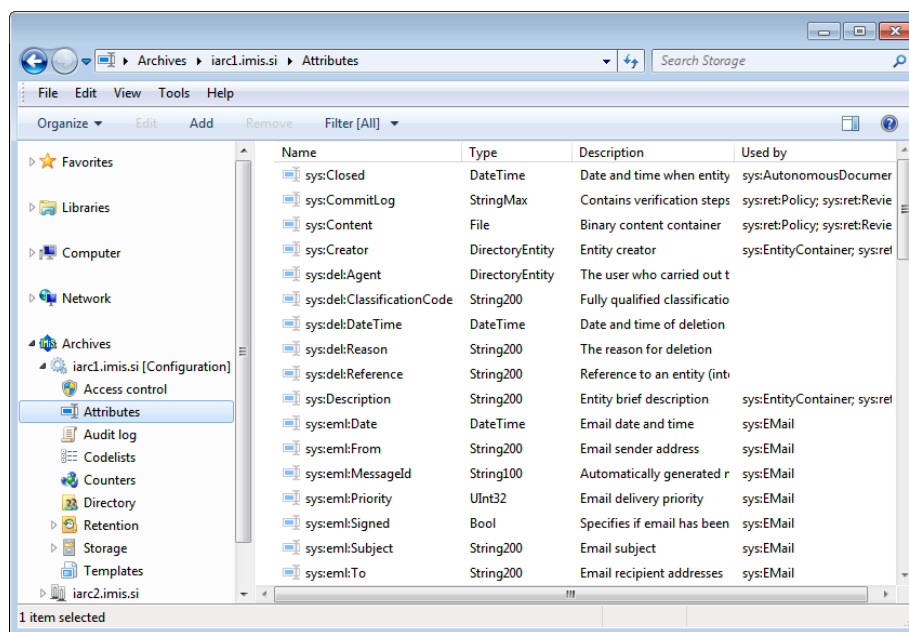 Archives iarc1.imis.si Attributes
Search Storage
File Edit View Tools Help
Organize Edit Add Remove Filter [All]
Favorites
Libraries
Computer
Network
Archives
iarc1.imis.si [Configuration]
Access control
Attributes
Audit log
Codelists
Counters
Directory
Retention
Storage
Templates
iarc2.imis.si
Name Type Description Used by
sys:Closed DateTime Date and time when entity sys:AutonomousDocumer
sys:CommitLog StringMax Contains verification steps sys:ret:Policy; sys:ret:Revie
sys:Content File Binary content container sys:ret:Policy; sys:ret:Revie
sys:Creator DirectoryEntity Entity creator sys:EntityContainer; sys:ret
sys:del:Agent DirectoryEntity The user who carried out t
sys:del:ClassificationCode String200 Fully qualified classificatio
sys:del:DateTime DateTime Date and time of deletion
sys:del:Reason String200 The reason for deletion
sys:del:Reference String200 Reference to an entity (inte
sys:Description String200 Entity brief description sys:EntityContainer; sys:ret
sys:eml:Date DateTime Email date and time sys:EMail
sys:eml:From String200 Email sender address sys:EMail
sys:eml:MessageId String100 Automatically generated r sys:EMail
sys:eml:Priority UInt32 Email delivery priority sys:EMail
sys:eml:Signed Bool Specifies if email has been sys:EMail
sys:eml:Subject String200 Email subject sys:EMail
sys:eml:To String200 Email recipient addresses sys:EMail
1 item selected